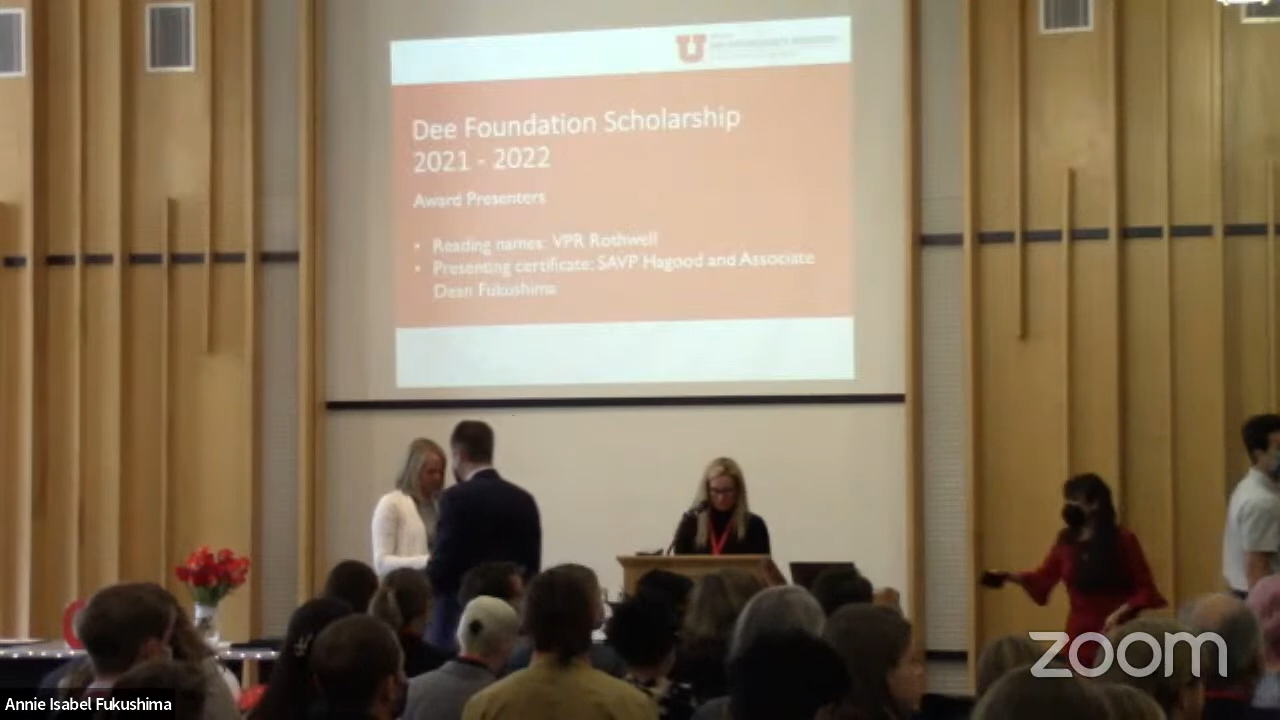 U
Dee Foundation Scholarship
2021 - 2022
Award Presenters
• Reading names: VPR Rothwell
• Presenting certificate: SAVP Hagood and Associate
Dean Fukushima
zoom
Annie Isabel Fukushima